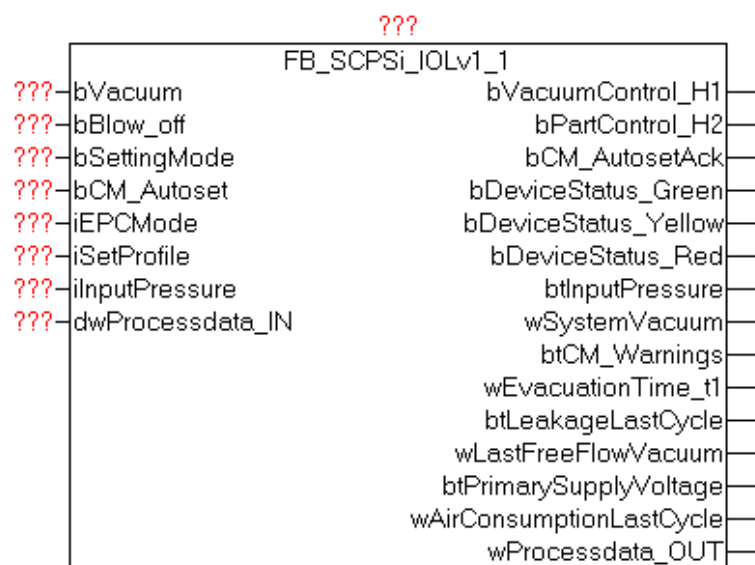 ???
FB_SCPSi_IOLv1_1
??? bVacuum bVacuumControl_H1
??? bBlow_off bPartControl_H2
??? bSettingMode bCM_AutosetAck
??? bCM_Autoset bDeviceStatus_Green
??? iEPCMode bDeviceStatus_Yellow
??? iSetProfile bDeviceStatus_Red
??? iInputPressure btInputPressure
??? dwProcessdata_IN wSystemVacuum
btCM_Warnings
wEvacuationTime_t1
btLeakageLastCycle
wLastFreeFlowVacuum
btPrimarySupplyVoltage
wAirConsumptionLastCycle
wProcessdata_OUT